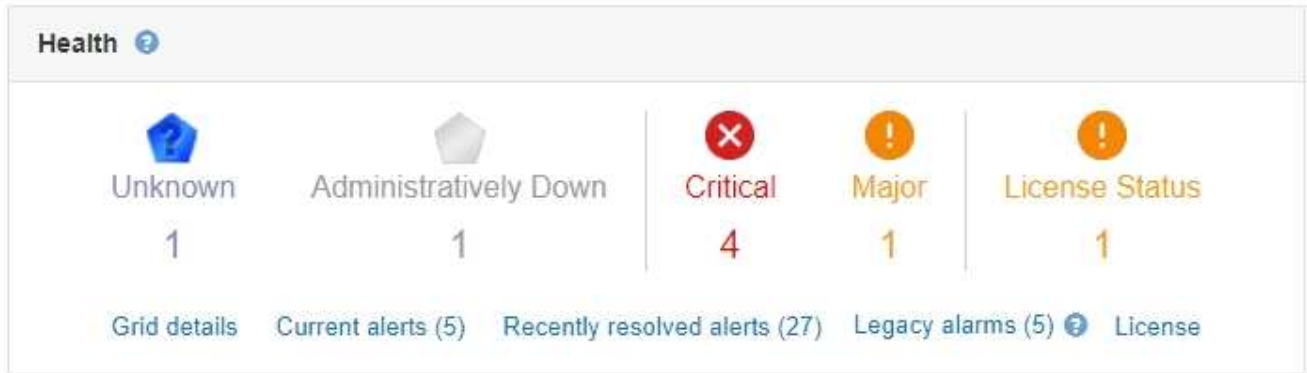 Health ?
?
Unknown Administratively Down Critical Major License Status
1 1 4 1 1
Grid details Current alerts (5) Recently resolved alerts (27) Legacy alarms (5) ? License